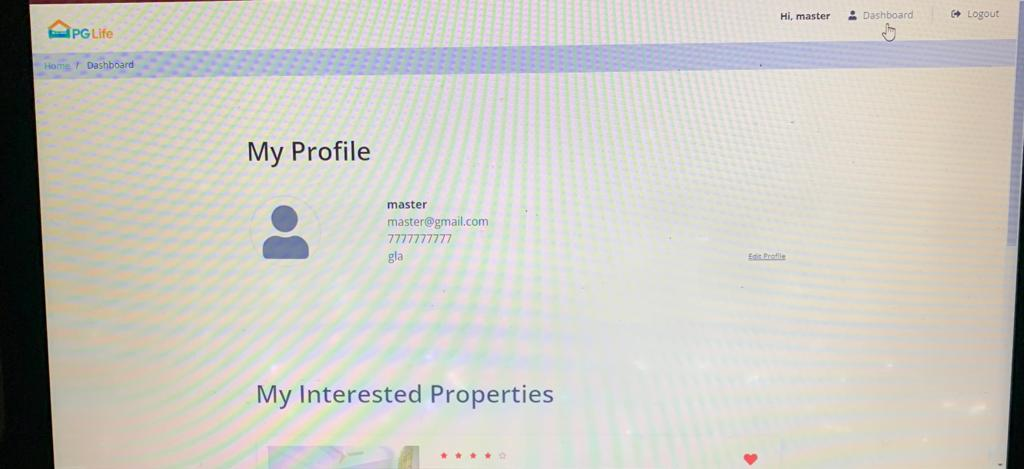 PG Life
Hi, master Dashboard Logout
Home / Dashboard
My Profile
master
master@gmail.com
7777777777
gla
Edit Profile
My Interested Properties